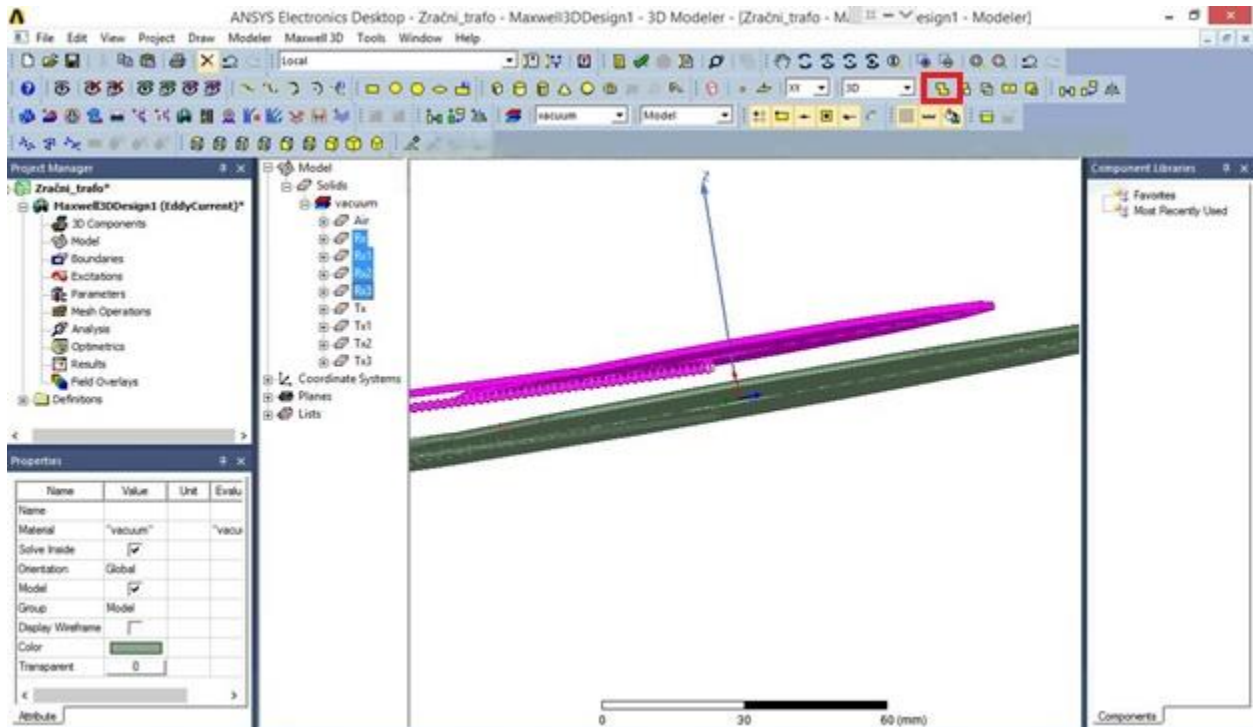 ANSYS Electronics Desktop - Zračni_trafo - Maxwell3DDesign1 - 3D Modeler - [Zračni_trafo - M esign1 - Modeler]
File Edit View Project Draw Modeler Maxwell 3D Tools Window Help
local
XY
3D
vacuum
Model
Project Manager
Zračni_trafo*
Maxwell3DDesign1 (EddyCurrent)*
3D Components
Model
Boundaries
Excitations
Parameters
Mesh Operations
Analysis
Optimetrics
Results
Field Overlays
Definitions
Properties
Name Value Unit Evalu
Name
Material "vacuum" "vacu
Solve Inside
Orientation Global
Model
Group Model
Display Wireframe
Color
Transparent 0
Attribute
Model
Solids
vacuum
Air
Rx
Rx1
Rx2
Rx3
Tx
Tx1
Tx2
Tx3
Coordinate Systems
Planes
Lists
Z
0 30 60 (mm)
Component Libraries
Favorites
Most Recently Used
Components